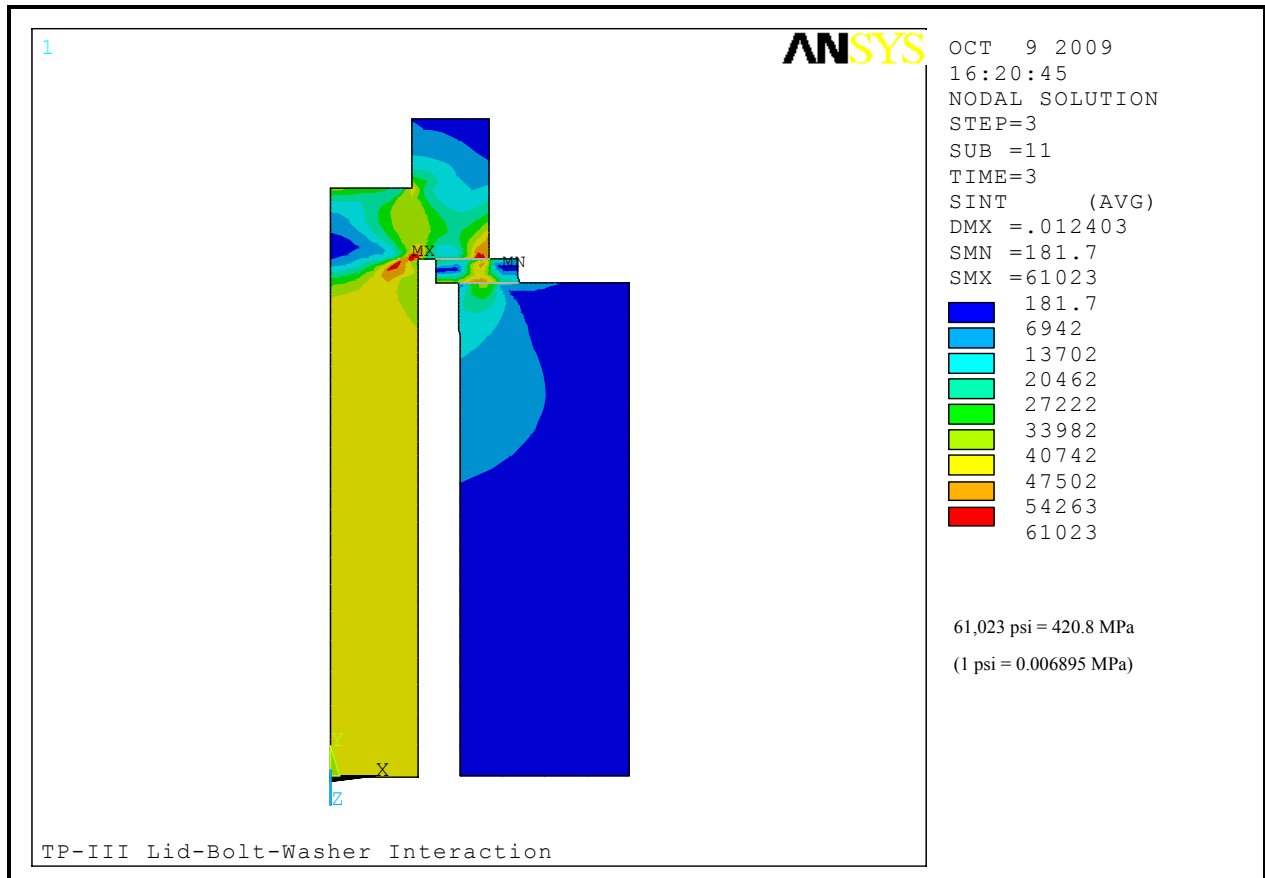 1
ANSYS
OCT 9 2009
16:20:45
NODAL SOLUTION
STEP=3
SUB =11
TIME=3
SINT (AVG)
DMX =.012403
SMN =181.7
SMX =61023
181.7
6942
13702
20462
27222
33982
40742
47502
54263
61023
61,023 psi = 420.8 MPa
(1 psi = 0.006895 MPa)
MX
MN
Y
X
Z
TP-III Lid-Bolt-Washer Interaction